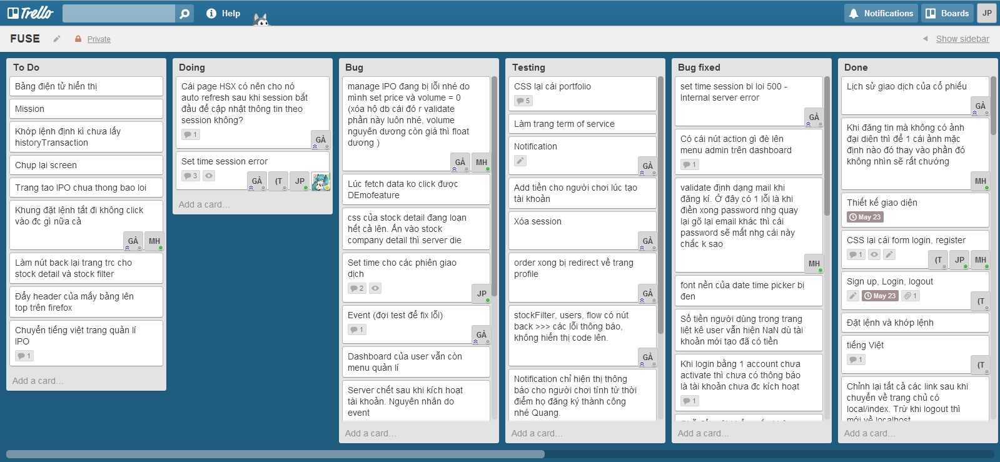 Trello
Help
Notifications
Boards
JP
FUSE
Private
Show sidebar
To Do
Bảng điện tử hiển thị
Mission
Khớp lệnh định kì chưa lấy
historyTransaction
Chụp lại screen
Trang tao IPO chua thong bao loi
Khung đặt lệnh tắt đi không click
vào đc gì nữa cả
GÀ
MH
Làm nút back lại trang trc cho
stock detail và stock filter
Đẩy header của mấy bảng lên
top trên firefox
Chuyển tiếng việt trang quản lí
IPO
1
Add a card…
Doing
Cái page HSX có nên cho nó
auto refresh sau khi session bắt
đầu để cập nhật thông tin theo
session không?
1
GÀ
Set time session error
3
GÀ
(T
JP
Add a card…
Bug
manage IPO đang bị lỗi nhé do
mình set price và volume = 0
(xóa hộ db cái đó r validate
phần này luôn nhé, volume
nguyên dương còn giá thì float
dương )
GÀ
MH
Lúc fetch data ko click được
DEmofeature
css của stock detail đang loạn
hết cả lên. Ấn vào stock
company detail thì server die
Set time cho các phiên giao
dịch
2
JP
Event (đợi test để fix lỗi)
1
GÀ
Dashboard của user vẫn còn
menu quản lí
Server chết sau khi kích hoạt
tài khoản. Nguyên nhân do
event
Add a card…
Testing
CSS lại cái portfolio
5
Làm trang term of service
Notification
GÀ
Add tiền cho người chơi lúc tạo
tài khoản
Xóa session
GÀ
order xong bị redirect về trang
profile
GÀ
stockFilter, users, flow có nút
back >>> các lỗi thông báo,
không hiển thị code lên.
GÀ
Notification chỉ hiện thị thông
báo cho người chơi tính từ thời
điểm họ đăng ký thành công
nhé Quang.
Add a card…
Bug fixed
set time session bi loi 500 -
Internal server error
GÀ
Có cái nút action gì đè lên
menu admin trên dashboard
1
validate định dạng mail khi
đăng kí. Ở đây có 1 lỗi là khi
điền xong password nhg quay
lại gõ lại email khác thì cái
password sẽ mất nhg cái này
chắc k sao
MH
font nền của date time picker bị
đen
Số tiền người dùng trong trang
liệt kê user vẫn hiện NaN dù tài
khoản mới tạo đã có tiền
Khi login bằng 1 account chưa
activate thì chưa có thông báo
là tài khoản chưa đc kích hoạt
1
Add a card…
Done
Lịch sử giao dịch của cổ phiếu
GÀ
Khi đăng tin mà không có ảnh
đại diện thì để 1 cái ảnh mặc
định nào đó thay vào phần đó
không nhìn sẽ rất chướng
MH
Thiết kế giao diện
May 23
CSS lại cái form login, register
1
(T
JP
MH
Sign up, Login, logout
May 23
1
(T
Đặt lệnh và khớp lệnh
tiếng Việt
1
(T
Chỉnh lại tất cả các link sau khi
chuyển về trang chủ có
local/index. Trừ khi logout thì
mới về localhost
Add a card…